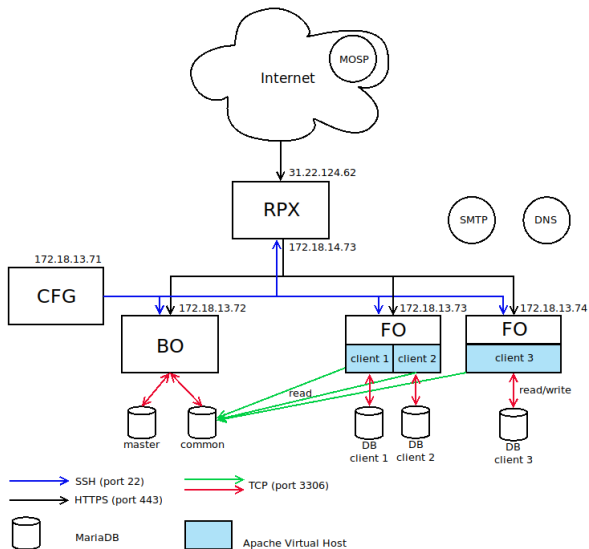 MOSP
Internet
31.22.124.62
RPX
SMTP
DNS
172.18.14.73
172.18.13.71
CFG
172.18.13.72
172.18.13.73
172.18.13.74
BO
FO
FO
client 1
client 2
client 3
read
read/write
master
common
DB
client 1
DB
client 2
DB
client 3
SSH (port 22)
HTTPS (port 443)
TCP (port 3306)
MariaDB
Apache Virtual Host